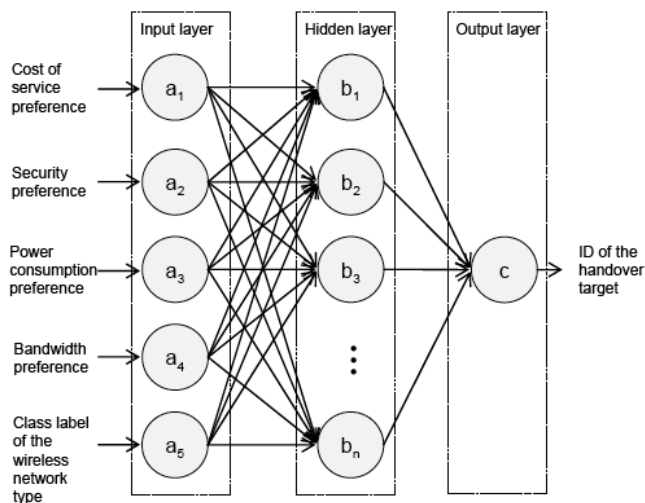 Input layer
Hidden layer
Output layer
Cost of
service
preference
a1
b1
Security
preference
a2
b2
Power
consumption
preference
a3
b3
c
ID of the
handover
target
Bandwidth
preference
a4
Class label
of the
wireless
network
type
a5
bn